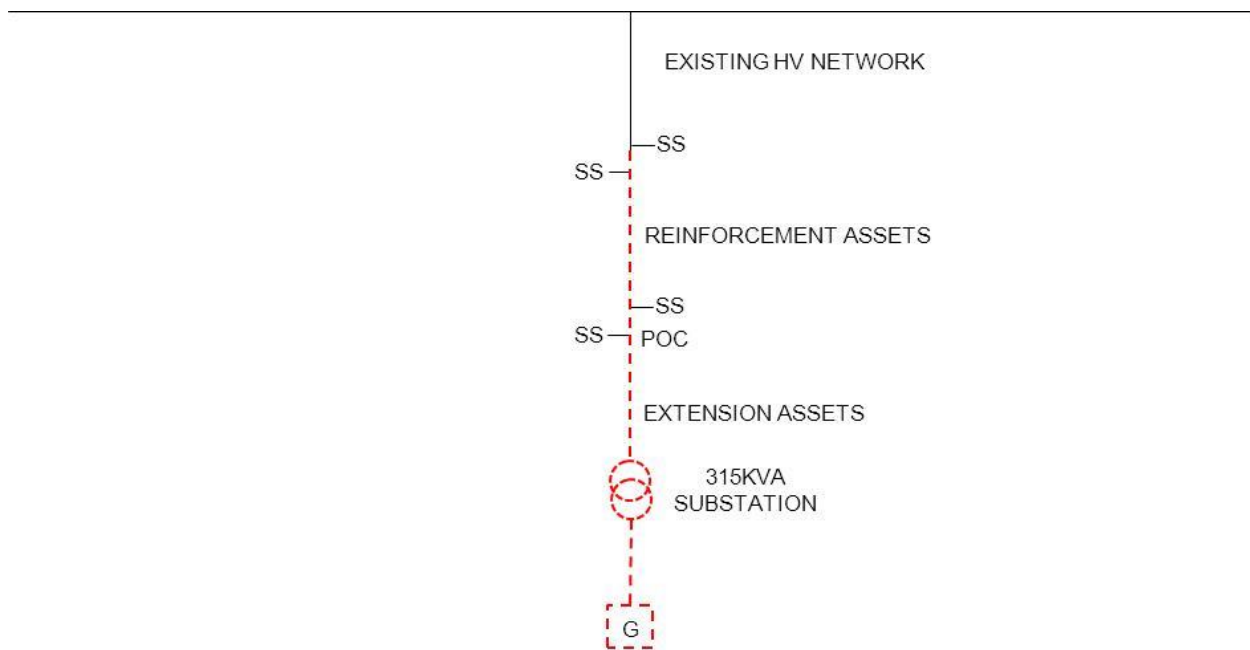 EXISTING HV NETWORK
SS
SS
REINFORCEMENT ASSETS
SS
SS
POC
EXTENSION ASSETS
315KVA
SUBSTATION
G